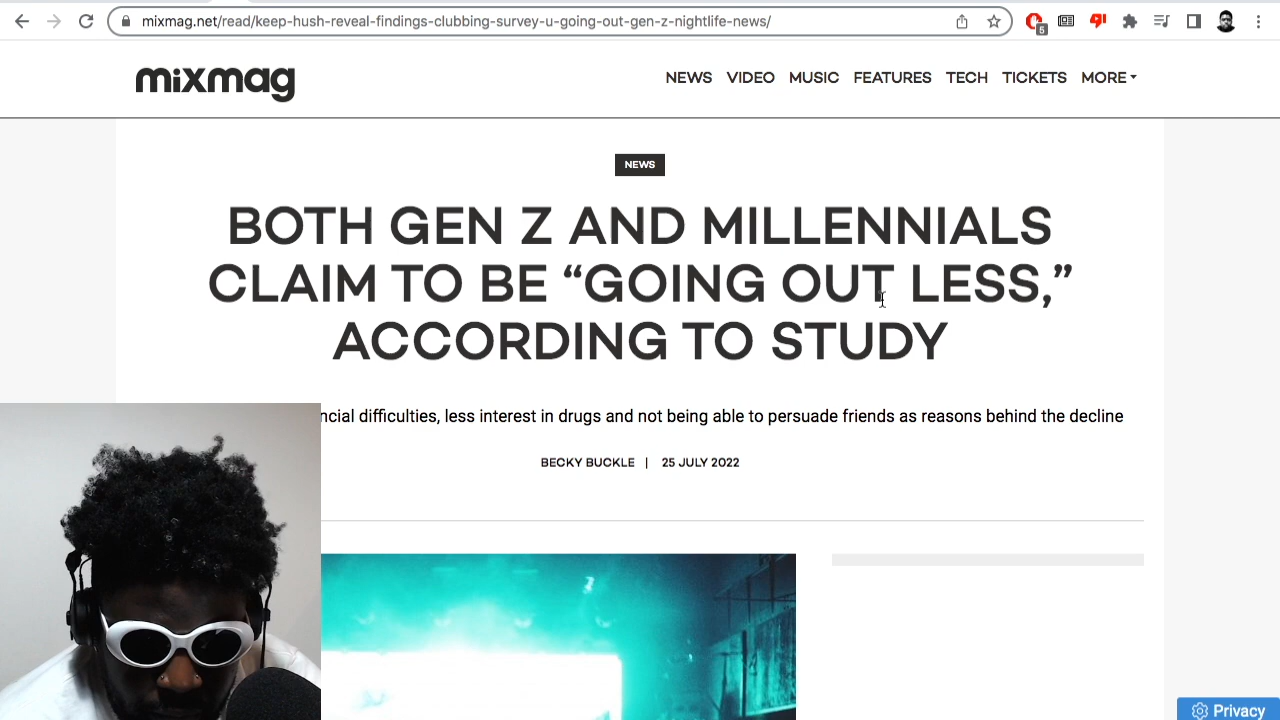 mixmag.net/read/keep-hush-reveal-findings-clubbing-survey-u-going-out-gen-z-nightlife-news/
5
mixmag
NEWS VIDEO MUSIC FEATURES TECH TICKETS MORE
NEWS
BOTH GEN Z AND MILLENNIALS
CLAIM TO BE “GOING OUT LESS,”
ACCORDING TO STUDY
ncial difficulties, less interest in drugs and not being able to persuade friends as reasons behind the decline
BECKY BUCKLE | 25 JULY 2022
Privacy